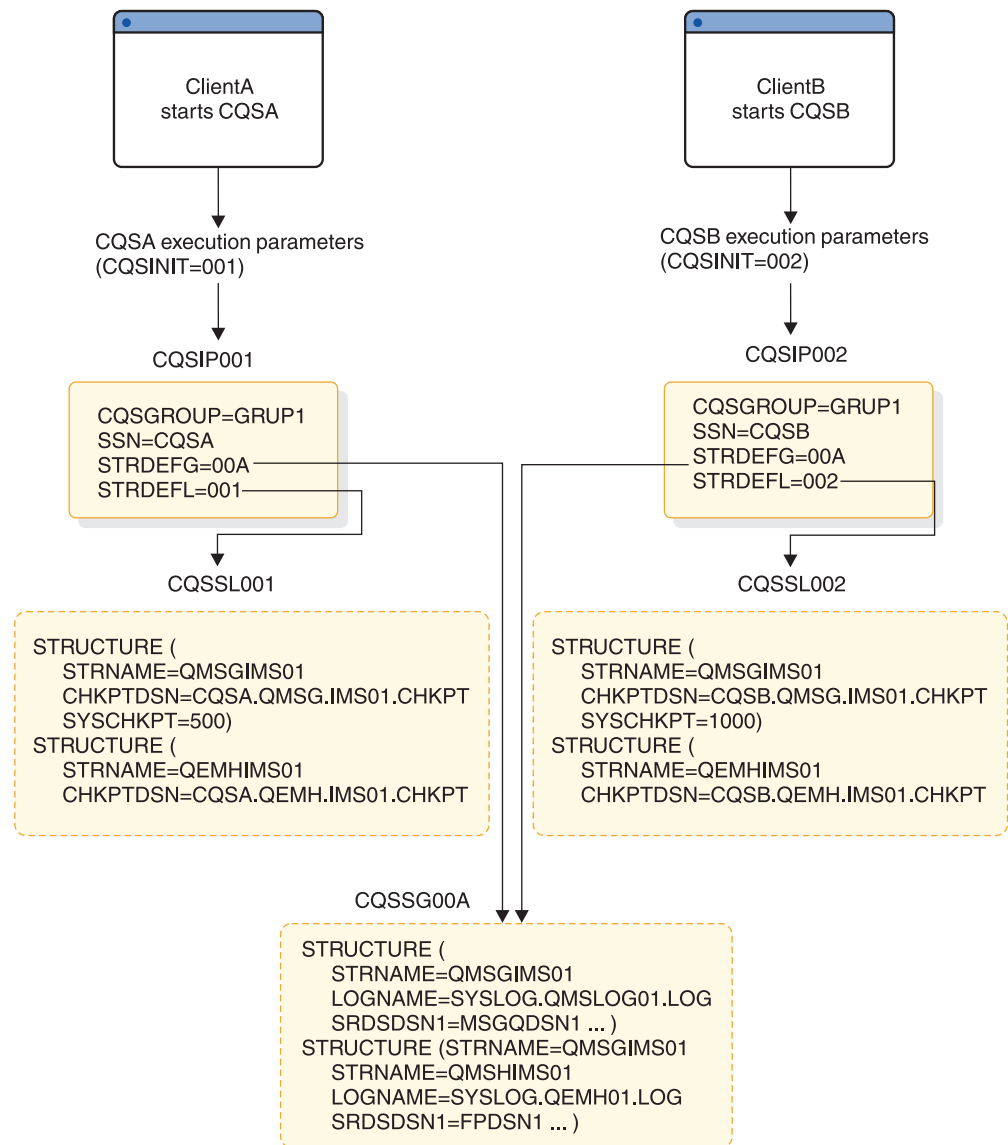 ClientA
starts CQSA
ClientB
starts CQSB
CQSA execution parameters
(CQSINIT=001)
CQSB execution parameters
(CQSINIT=002)
CQSIP001
CQSIP002
CQSGROUP=GRUP1
SSN=CQSA
STRDEFG=00A
STRDEFL=001
CQSGROUP=GRUP1
SSN=CQSB
STRDEFG=00A
STRDEFL=002
CQSSL001
CQSSL002
STRUCTURE (
STRNAME=QMSGIMS01
CHKPTDSN=CQSA.QMSG.IMS01.CHKPT
SYSCHKPT=500)
STRUCTURE (
STRNAME=QEMHIMS01
CHKPTDSN=CQSA.QEMH.IMS01.CHKPT
STRUCTURE (
STRNAME=QMSGIMS01
CHKPTDSN=CQSB.QMSG.IMS01.CHKPT
SYSCHKPT=1000)
STRUCTURE (
STRNAME=QEMHIMS01
CHKPTDSN=CQSB.QEMH.IMS01.CHKPT
CQSSG00A
STRUCTURE (
STRNAME=QMSGIMS01
LOGNAME=SYSLOG.QMSLOG01.LOG
SRDSDSN1=MSGQDSN1 ... )
STRUCTURE (STRNAME=QMSGIMS01
STRNAME=QMSHIMS01
LOGNAME=SYSLOG.QEMH01.LOG
SRDSDSN1=FPDSN1 ... )